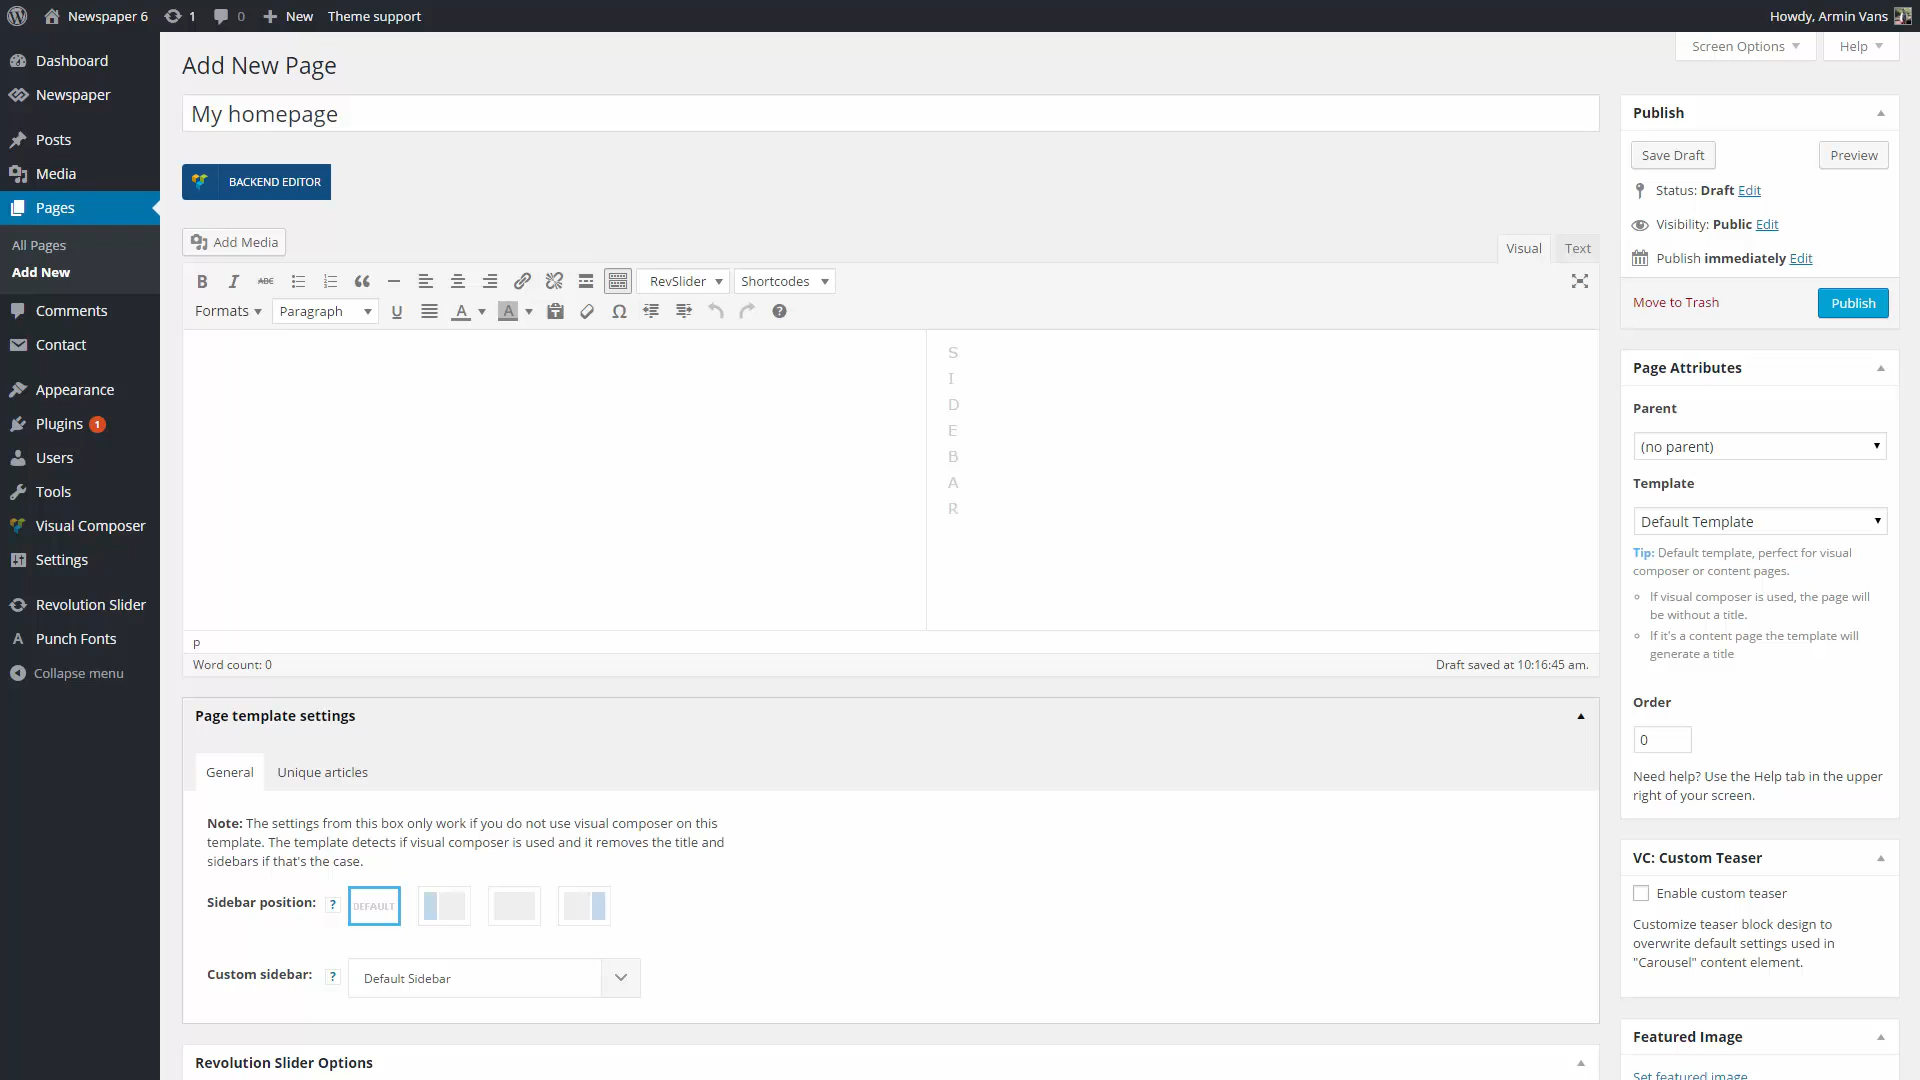 Newspaper 6
1
0
New
Theme support
Howdy, Armin Vans
Screen Options
Help
Dashboard
Newspaper
Posts
Media
Pages
All Pages
Add New
Comments
Contact
Appearance
Plugins 1
Users
Tools
Visual Composer
Settings
Revolution Slider
A Punch Fonts
Collapse menu
Add New Page
My homepage
BACKEND EDITOR
Add Media
Visual
Text
B I ABC RevSlider Shortcodes
Formats Paragraph U A A Ω ?
S
I
D
E
B
A
R
p
Word count: 0
Draft saved at 10:16:45 am.
Page template settings
General
Unique articles
Note: The settings from this box only work if you do not use visual composer on this
template. The template detects if visual composer is used and it removes the title and
sidebars if that's the case.
Sidebar position: ? DEFAULT
Custom sidebar: ? Default Sidebar
Revolution Slider Options
Publish
Save Draft
Preview
Status: Draft Edit
Visibility: Public Edit
Publish immediately Edit
Move to Trash
Publish
Page Attributes
Parent
(no parent)
Template
Default Template
Tip: Default template, perfect for visual
composer or content pages.
If visual composer is used, the page will
be without a title.
If it's a content page the template will
generate a title
Order
0
Need help? Use the Help tab in the upper
right of your screen.
VC: Custom Teaser
Enable custom teaser
Customize teaser block design to
overwrite default settings used in
"Carousel" content element.
Featured Image
Set featured image